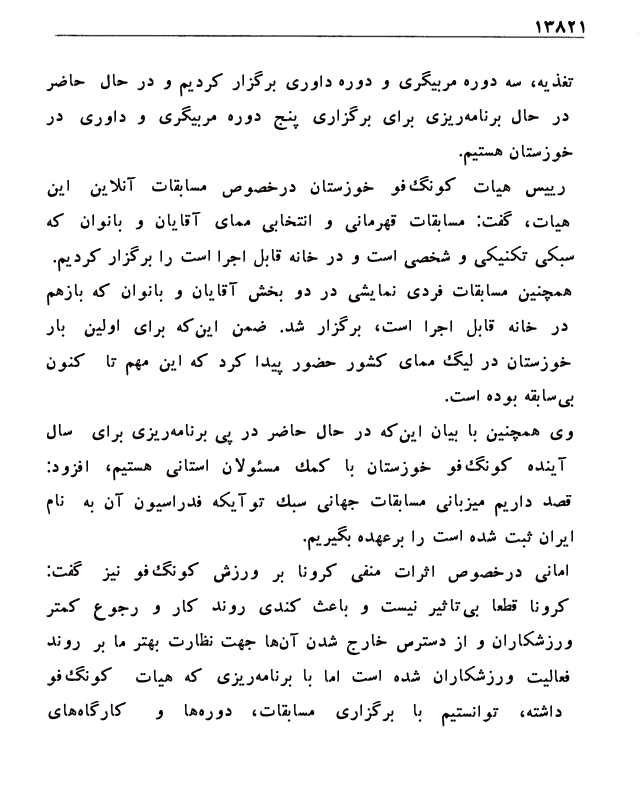 ۱۳۸۲۱
تغذیه، سه دوره مربیگری و دوره داوری برگزار کردیم و در حال حاضر
در حال برنامه‌ریزی برای برگزاری پنج دوره مربیگری و داوری در
خوزستان هستیم.
رییس هیات کونگ‌فو خوزستان درخصوص مسابقات آنلاین این
هیات، گفت: مسابقات قهرمانی و انتخابی ممای آقایان و بانوان که
سبکی تکنیکی و شخصی است و در خانه قابل اجرا است را برگزار کردیم.
همچنین مسابقات فردی نمایشی در دو بخش آقایان و بانوان که بازهم
در خانه قابل اجرا است، برگزار شد. ضمن این‌که برای اولین بار
خوزستان در لیگ ممای کشور حضور پیدا کرد که این مهم تا کنون
بی‌سابقه بوده است.
وی همچنین با بیان این‌که در حال حاضر در پی برنامه‌ریزی برای سال
آینده کونگ‌فو خوزستان با کمك مسئولان استانی هستیم، افزود:
قصد داریم میزبانی مسابقات جهانی سبك توآیکه فدراسیون آن به نام
ایران ثبت شده است را برعهده بگیریم.
امانی درخصوص اثرات منفی کرونا بر ورزش کونگ‌فو نیز گفت:
کرونا قطعا بی‌تاثیر نیست و باعث کندی روند کار و رجوع کمتر
ورزشکاران و از دسترس خارج شدن آن‌ها جهت نظارت بهتر ما بر روند
فعالیت ورزشکاران شده است اما با برنامه‌ریزی که هیات کونگ‌فو
داشته، توانستیم با برگزاری مسابقات، دوره‌ها و کارگاه‌های